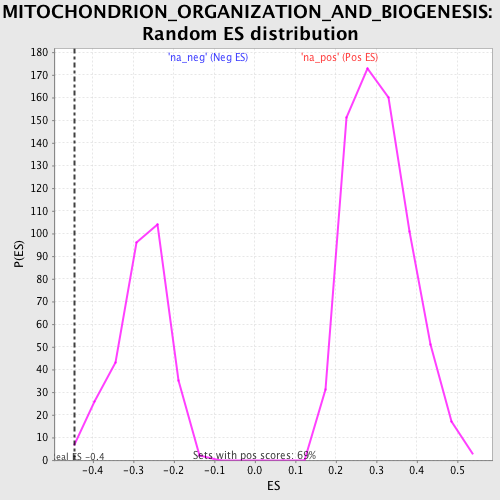 MITOCHONDRION_ORGANIZATION_AND_BIOGENESIS:
Random ES distribution
'na_neg' (Neg ES) 'na_pos' (Pos ES)
180
170
160
150
140
130
120
110
100
90
80
70
60
50
40
30
20
10
0
P(ES)
eal ES -0.4
Sets with pos scores: 69%
-0.4 -0.3 -0.2 -0.1 0.0 0.1 0.2 0.3 0.4 0.5
ES